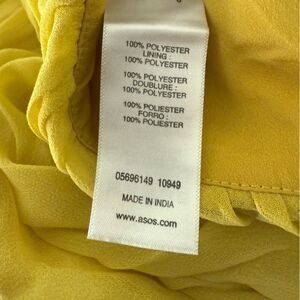 100% POLYESTER
LINING :
100% POLYESTER
100% POLYESTER
DOUBLURE :
100% POLYESTER
100% POLIESTER
FORRO :
100% POLIESTER
05696149 10949
MADE IN INDIA
www.asos.com